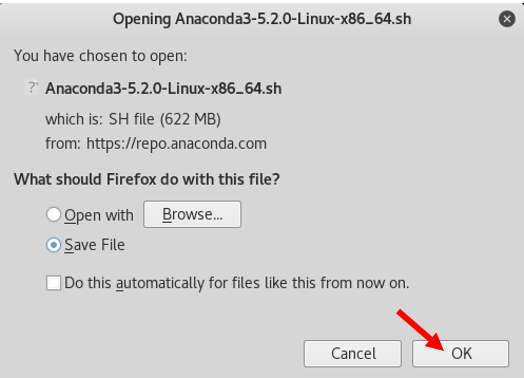 Opening Anaconda3-5.2.0-Linux-x86_64.sh
You have chosen to open:
Anaconda3-5.2.0-Linux-x86_64.sh
which is: SH file (622 MB)
from: https://repo.anaconda.com
What should Firefox do with this file?
Open with Browse...
Save File
Do this automatically for files like this from now on.
Cancel OK